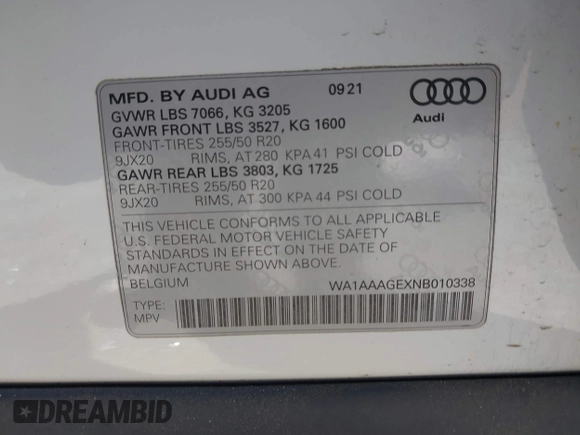 MFD. BY AUDI AG 09 21
GVWR LBS 7066, KG 3205
GAWR FRONT LBS 3527, KG 1600
FRONT-TIRES 255/50 R20
9JX20 RIMS, AT 280 KPA 41 PSI COLD
GAWR REAR LBS 3803, KG 1725
REAR-TIRES 255/50 R20
9JX20 RIMS, AT 300 KPA 44 PSI COLD
Audi
THIS VEHICLE CONFORMS TO ALL APPLICABLE
U.S. FEDERAL MOTOR VEHICLE SAFETY
STANDARDS IN EFFECT ON THE DATE OF
MANUFACTURE SHOWN ABOVE.
BELGIUM WA1AAAGEXNB010338
TYPE:
MPV
DREAMBID